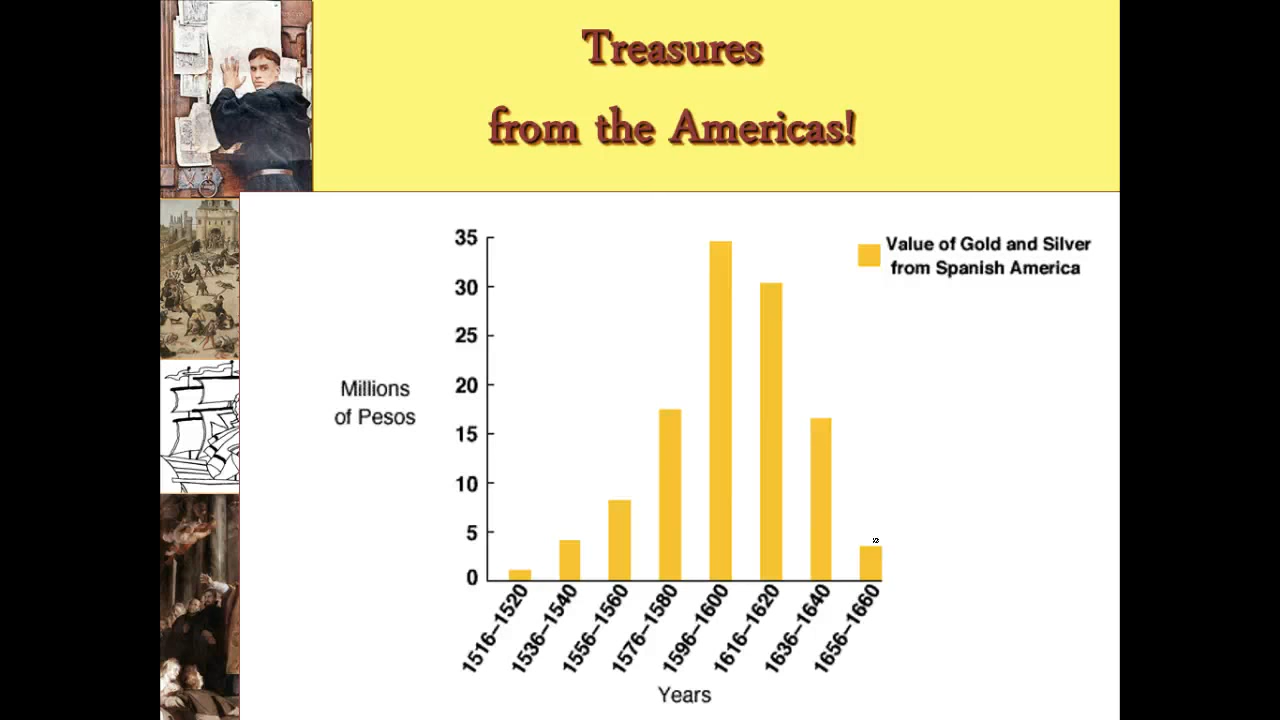 Treasures
from the Americas!
Value of Gold and Silver
from Spanish America
35
30
25
20
15
10
5
0
Millions
of Pesos
1516–1520
1536–1540
1556–1560
1576–1580
1596–1600
1616–1620
1636–1640
1656–1660
Years